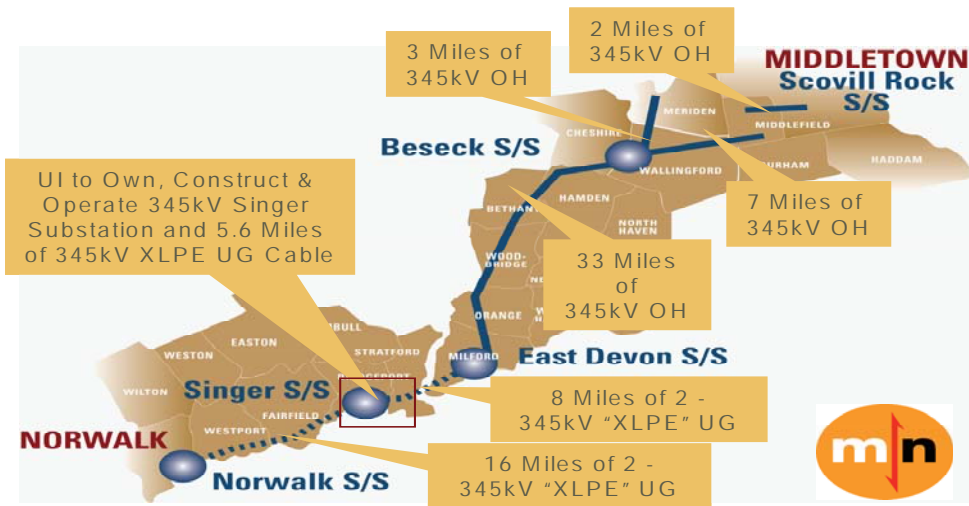 2 Miles of
345kV OH
3 Miles of
345kV OH
MIDDLETOWN
Scovill Rock
S/S
MERIDEN
MIDDLEFIELD
CHESHIRE
Beseck S/S
WALLINGFORD
HADDAM
UI to Own, Construct &
Operate 345kV Singer
Substation and 5.6 Miles
of 345kV XLPE UG Cable
7 Miles of
345kV OH
HAMDEN
BETHANY
NORTH
HAVEN
WOOD-
BRIDGE
33 Miles
of
345kV OH
ORANGE
EASTON
STRATFORD
WESTON
MILFORD
East Devon S/S
WILTON
Singer S/S
FAIRFIELD
8 Miles of 2 -
345kV “XLPE” UG
WESTPORT
NORWALK
Norwalk S/S
16 Miles of 2 -
345kV “XLPE” UG
m n